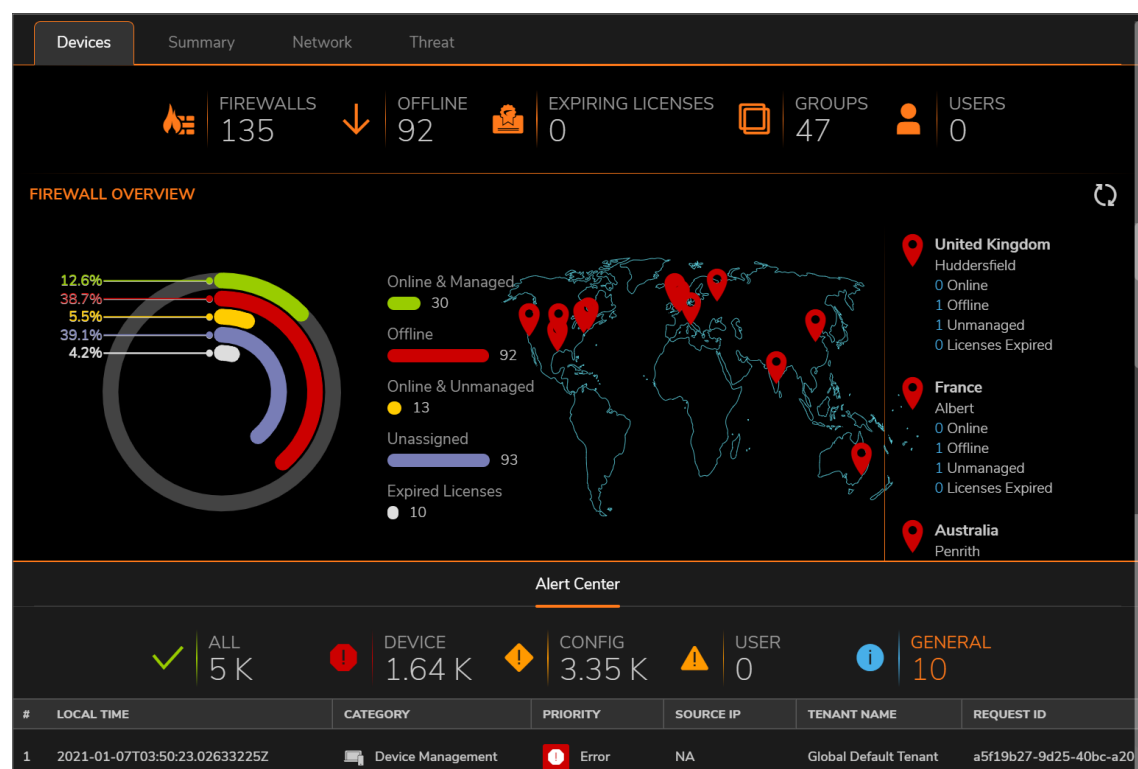 Devices Summary Network Threat
FIREWALLS OFFLINE EXPIRING LICENSES GROUPS USERS
135 92 0 47 0
FIREWALL OVERVIEW
12.6%
38.7%
5.5%
39.1%
4.2%
Online & Managed
30
Offline
92
Online & Unmanaged
13
Unassigned
93
Expired Licenses
10
United Kingdom
Huddersfield
0 Online
1 Offline
1 Unmanaged
0 Licenses Expired
France
Albert
0 Online
1 Offline
1 Unmanaged
0 Licenses Expired
Australia
Penrith
Alert Center
ALL DEVICE CONFIG USER GENERAL
5 K 1.64 K 3.35 K 0 10
# LOCAL TIME CATEGORY PRIORITY SOURCE IP TENANT NAME REQUEST ID
1 2021-01-07T03:50:23.02633225Z Device Management Error NA Global Default Tenant a5f19b27-9d25-40bc-a20